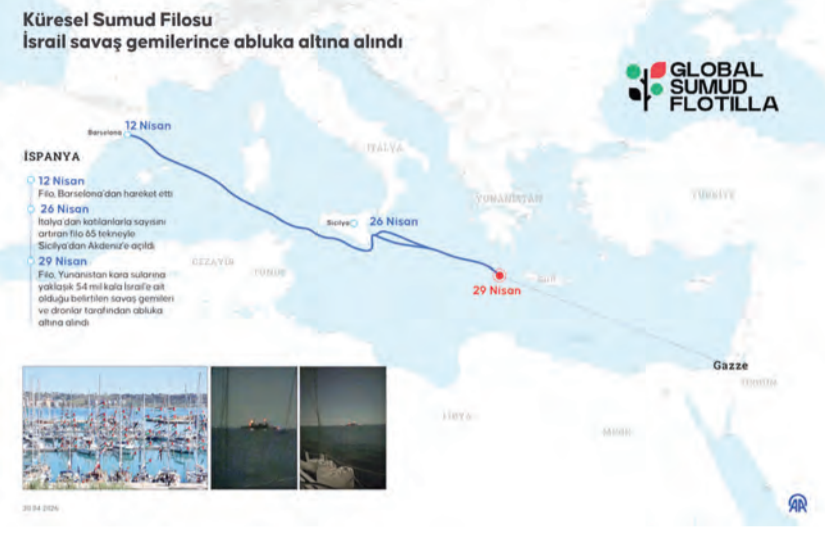 Küresel Sumud Filosu
İsrail savaş gemilerince abluka altına alındı
GLOBAL
SUMUD
FLOTILLA
Barselona
12 Nisan
İSPANYA
12 Nisan
Filo, Barselona'dan hareket etti
26 Nisan
İtalya'dan katılanlarla sayısını
artıran filo 65 tekneyle
Sicilya'dan Akdeniz'e açıldı
29 Nisan
Filo, Yunanistan kara sularına
yaklaşık 54 mil kala İsrail'e ait
olduğu belirtilen savaş gemileri
ve dronlar tarafından abluka
altına alındı
İTALYA
YUNANİSTAN
TÜRKİYE
Sicilya
26 Nisan
CEZAYİR
TUNUS
29 Nisan
Gazze
LİBYA
MISIR
30 04 2026
AA